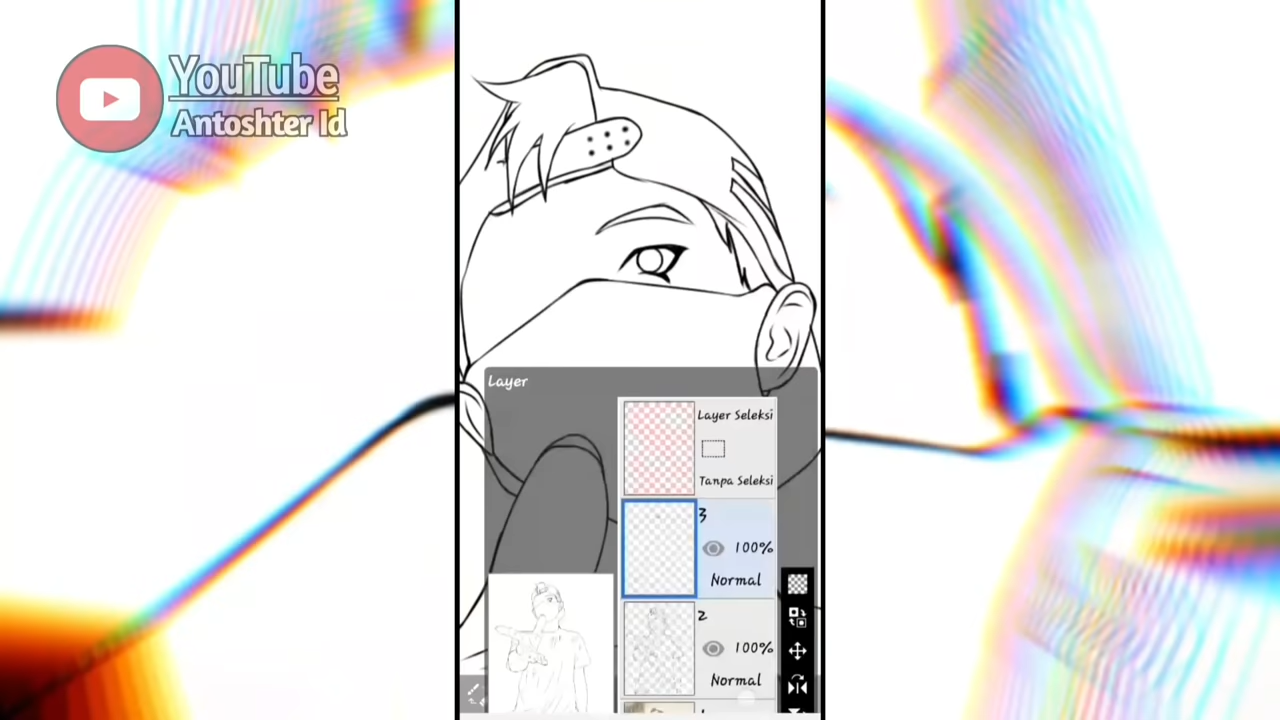 YouTube
Antoshter Id
Layer
Layer Seleksi
Tanpa Seleksi
3
100%
Normal
2
100%
Normal